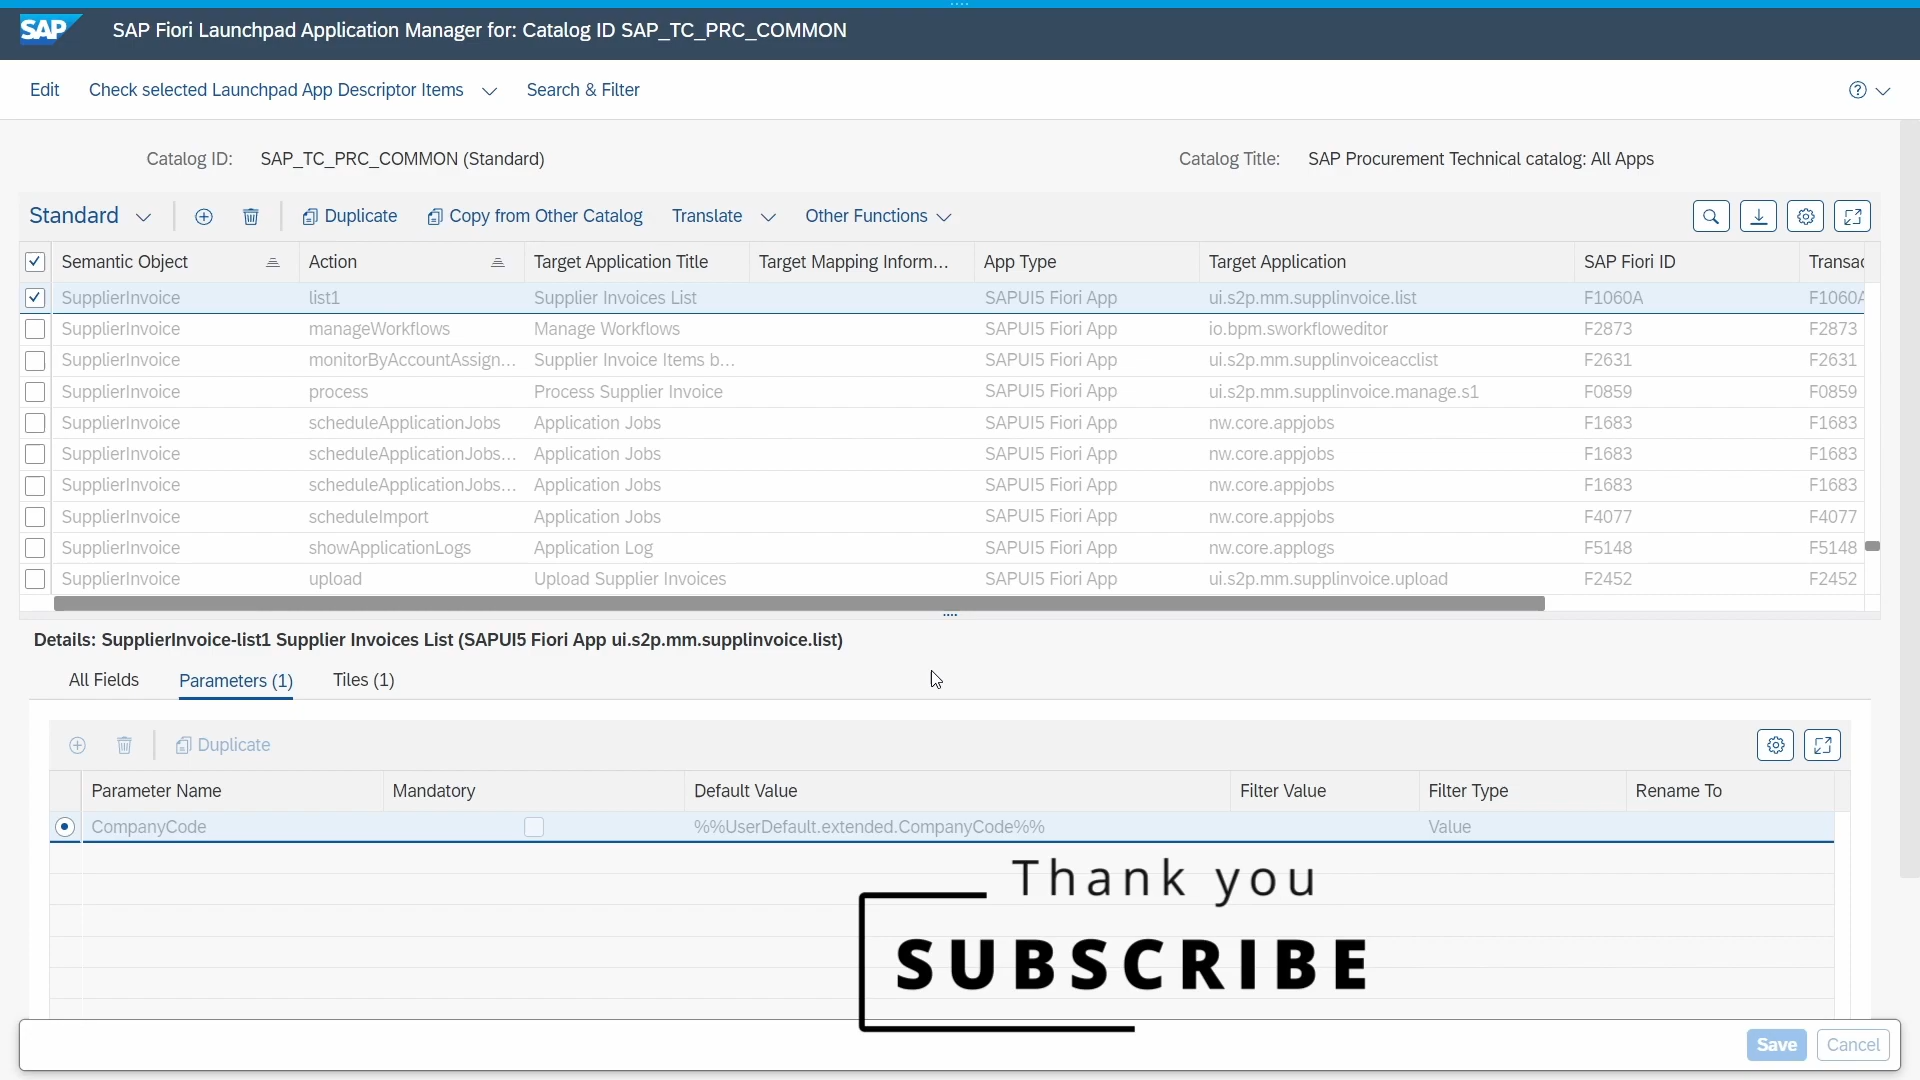 SAP SAP Fiori Launchpad Application Manager for: Catalog ID SAP_TC_PRC_COMMON
Edit Check selected Launchpad App Descriptor Items Search & Filter
Catalog ID: SAP_TC_PRC_COMMON (Standard) Catalog Title: SAP Procurement Technical catalog: All Apps
Standard Duplicate Copy from Other Catalog Translate Other Functions
Semantic Object Action Target Application Title Target Mapping Inform... App Type Target Application SAP Fiori ID Transac
SupplierInvoice list1 Supplier Invoices List SAPUI5 Fiori App ui.s2p.mm.supplinvoice.list F1060A F1060A
SupplierInvoice manageWorkflows Manage Workflows SAPUI5 Fiori App io.bpm.sworkfloweditor F2873 F2873
SupplierInvoice monitorByAccountAssign... Supplier Invoice Items b... SAPUI5 Fiori App ui.s2p.mm.supplinvoiceacclist F2631 F2631
SupplierInvoice process Process Supplier Invoice SAPUI5 Fiori App ui.s2p.mm.supplinvoice.manage.s1 F0859 F0859
SupplierInvoice scheduleApplicationJobs Application Jobs SAPUI5 Fiori App nw.core.appjobs F1683 F1683
SupplierInvoice scheduleApplicationJobs... Application Jobs SAPUI5 Fiori App nw.core.appjobs F1683 F1683
SupplierInvoice scheduleApplicationJobs... Application Jobs SAPUI5 Fiori App nw.core.appjobs F1683 F1683
SupplierInvoice scheduleImport Application Jobs SAPUI5 Fiori App nw.core.appjobs F4077 F4077
SupplierInvoice showApplicationLogs Application Log SAPUI5 Fiori App nw.core.applogs F5148 F5148
SupplierInvoice upload Upload Supplier Invoices SAPUI5 Fiori App ui.s2p.mm.supplinvoice.upload F2452 F2452
Details: SupplierInvoice-list1 Supplier Invoices List (SAPUI5 Fiori App ui.s2p.mm.supplinvoice.list)
All Fields Parameters (1) Tiles (1)
Duplicate
Parameter Name Mandatory Default Value Filter Value Filter Type Rename To
CompanyCode %%UserDefault.extended.CompanyCode%% Value
Thank you
SUBSCRIBE
Save Cancel